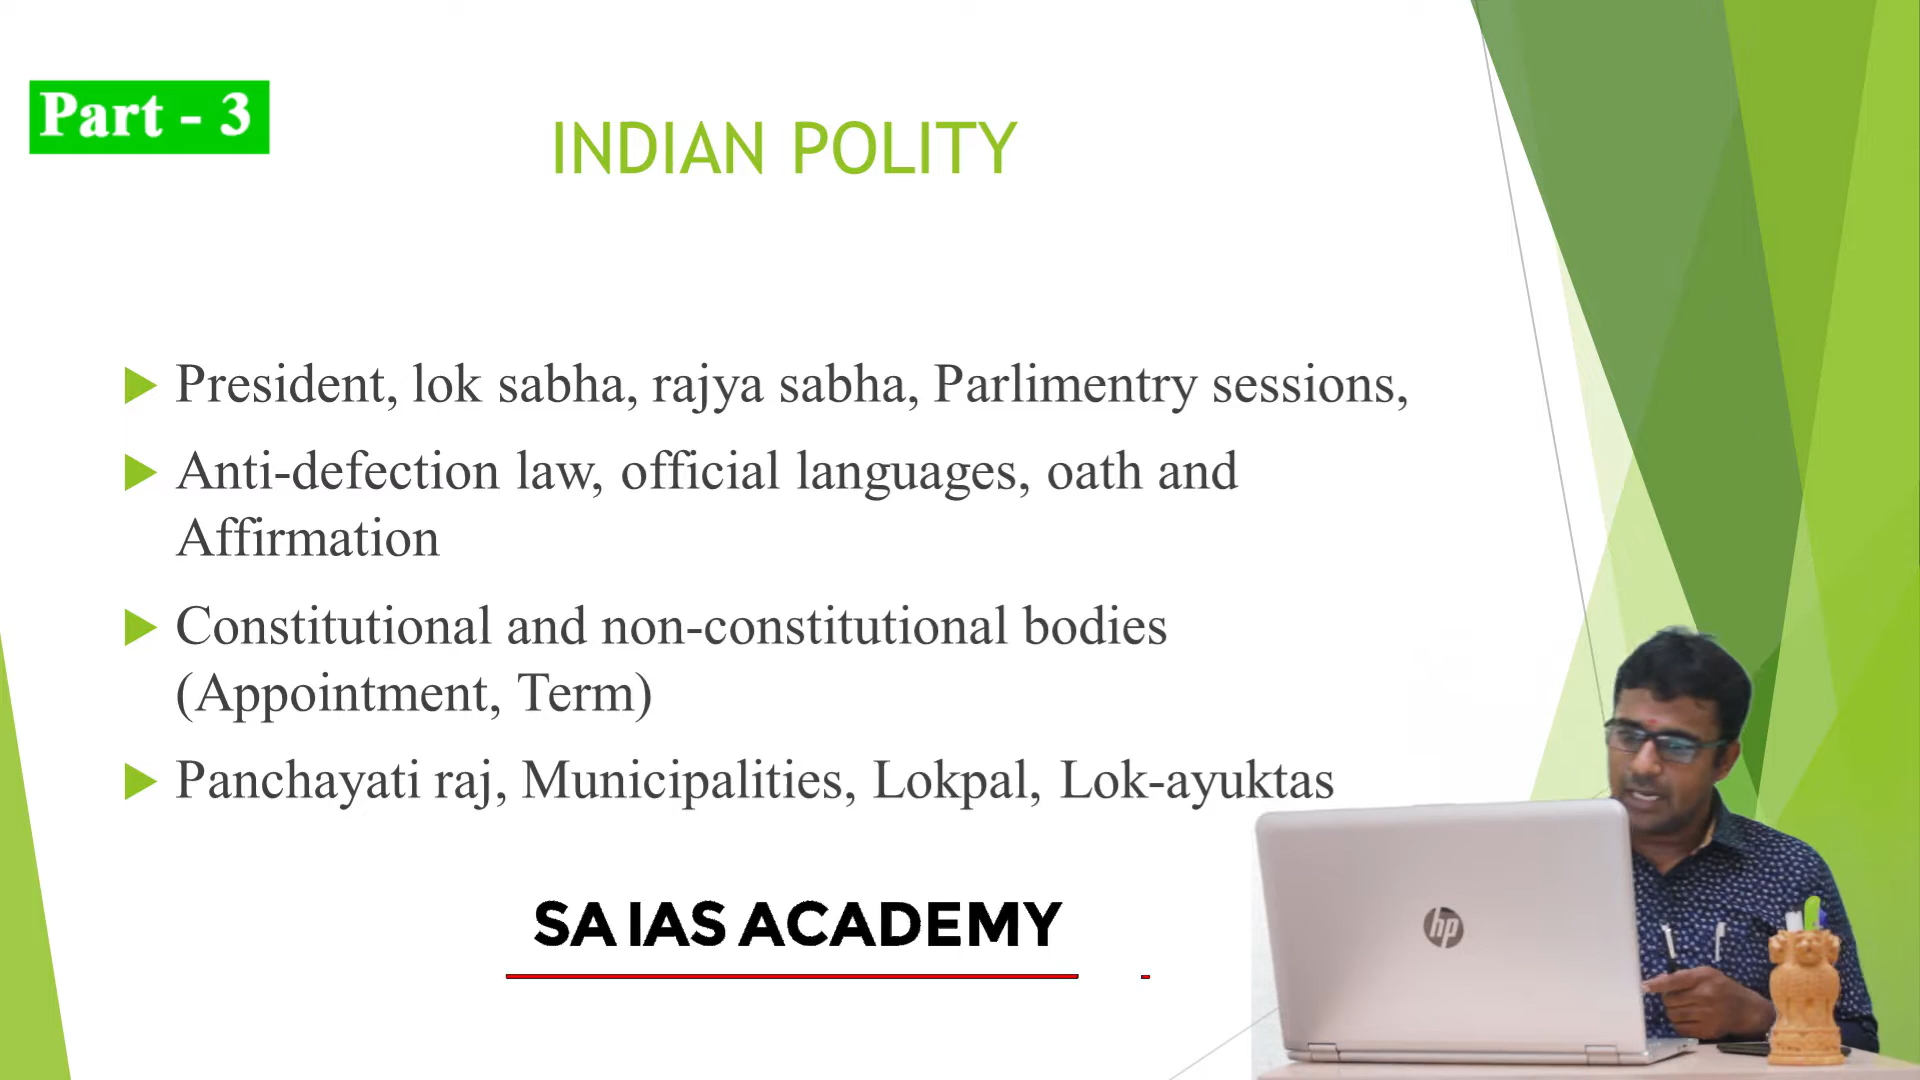 Part - 3
INDIAN POLITY
President, lok sabha, rajya sabha, Parlimentry sessions,
Anti-defection law, official languages, oath and
Affirmation
Constitutional and non-constitutional bodies
(Appointment, Term)
Panchayati raj, Municipalities, Lokpal, Lok-ayuktas
SA IAS ACADEMY
hp